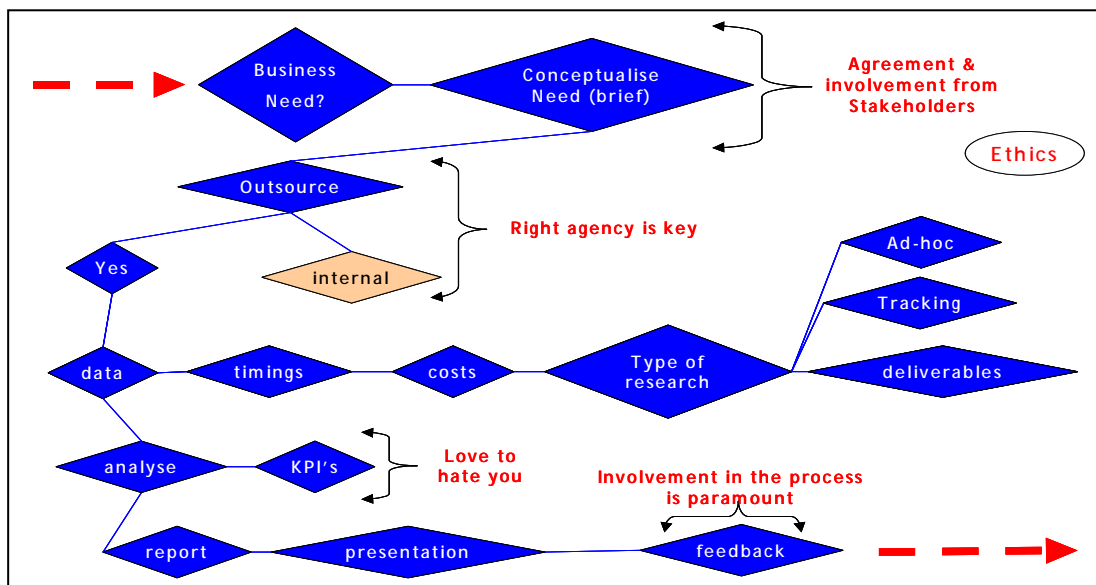 Business
Need?
Conceptualise
Need (brief)
Agreement &
involvement from
Stakeholders
Ethics
Outsource
Right agency is key
Yes
internal
Ad-hoc
Tracking
data
timings
costs
Type of
research
deliverables
analyse
KPI's
Love to
hate you
Involvement in the process
is paramount
report
presentation
feedback